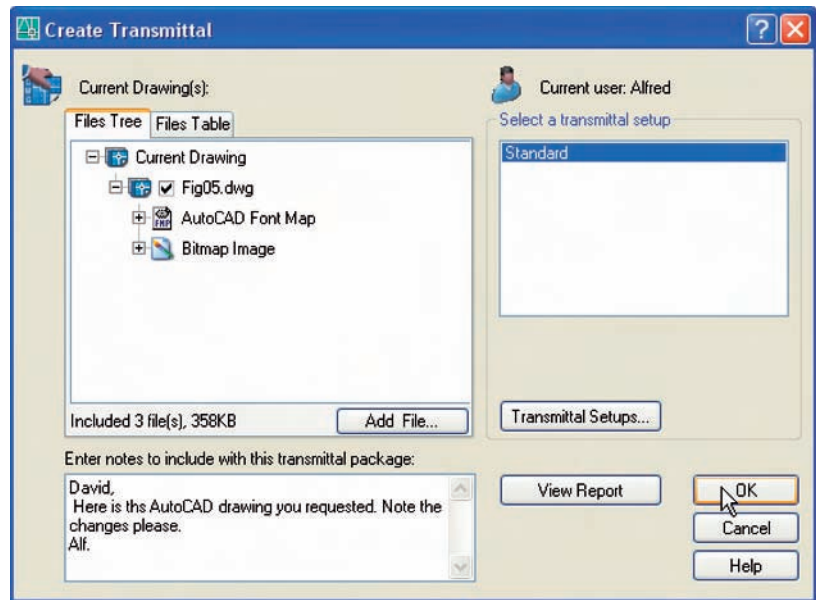 Create Transmittal
Current Drawing(s):
Files Tree
Files Table
Current Drawing
Fig05.dwg
FMP
AutoCAD Font Map
Bitmap Image
Included 3 file(s), 358KB
Add File...
Current user: Alfred
Select a transmittal setup
Standard
Transmittal Setups...
Enter notes to include with this transmittal package:
David,
Here is ths AutoCAD drawing you requested. Note the
changes please.
Alf.
View Report
OK
Cancel
Help